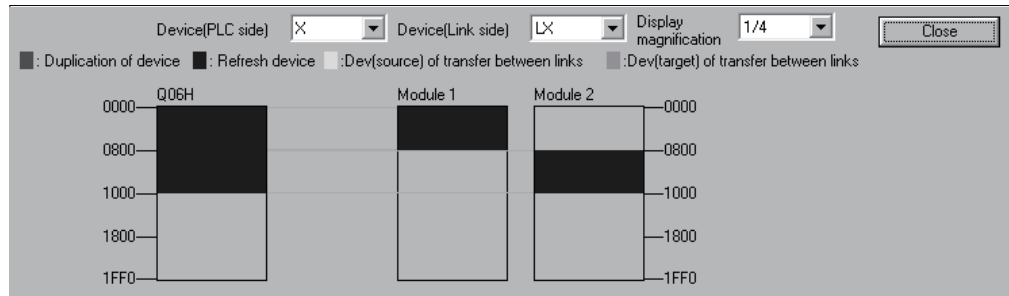 Device(PLC side) X Device(Link side) LX Display magnification 1/4 Close
: Duplication of device : Refresh device :Dev(source) of transfer between links :Dev(target) of transfer between links
Q06H Module 1 Module 2
0000 0000
0800 0800
1000 1000
1800 1800
1FF0 1FF0